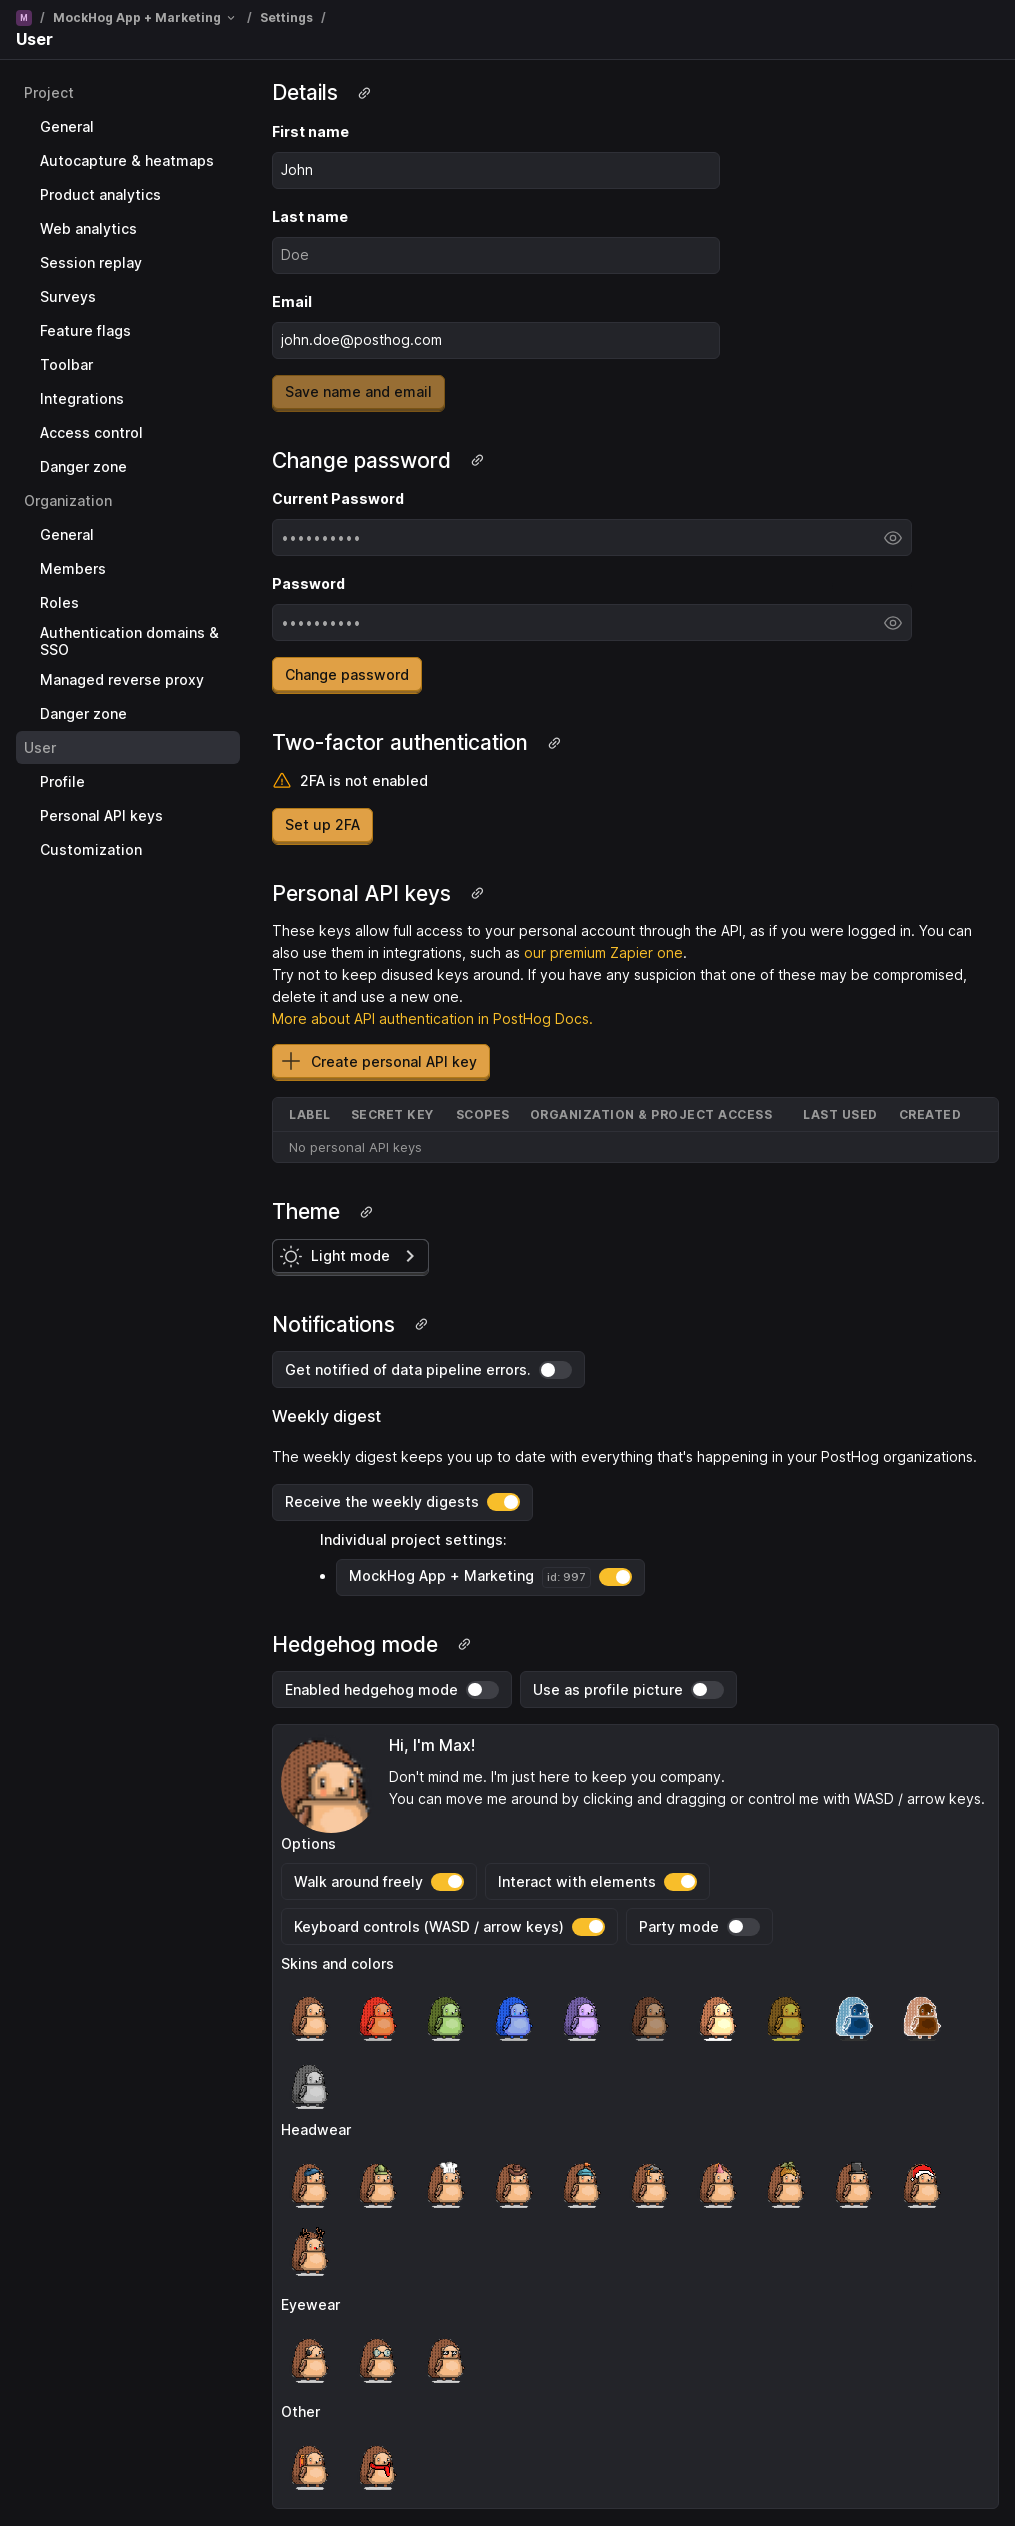 M / MockHog App + Marketing / Settings /
User
Project
General
Autocapture & heatmaps
Product analytics
Web analytics
Session replay
Surveys
Feature flags
Toolbar
Integrations
Access control
Danger zone
Organization
General
Members
Roles
Authentication domains &
SSO
Managed reverse proxy
Danger zone
User
Profile
Personal API keys
Customization
Details
First name
John
Last name
Doe
Email
john.doe@posthog.com
Save name and email
Change password
Current Password
••••••••••
Password
••••••••••
Change password
Two-factor authentication
2FA is not enabled
Set up 2FA
Personal API keys
These keys allow full access to your personal account through the API, as if you were logged in. You can
also use them in integrations, such as our premium Zapier one.
Try not to keep disused keys around. If you have any suspicion that one of these may be compromised,
delete it and use a new one.
More about API authentication in PostHog Docs.
Create personal API key
LABEL SECRET KEY SCOPES ORGANIZATION & PROJECT ACCESS LAST USED CREATED
No personal API keys
Theme
Light mode
Notifications
Get notified of data pipeline errors.
Weekly digest
The weekly digest keeps you up to date with everything that's happening in your PostHog organizations.
Receive the weekly digests
Individual project settings:
• MockHog App + Marketing id: 997
Hedgehog mode
Enabled hedgehog mode Use as profile picture
Hi, I'm Max!
Don't mind me. I'm just here to keep you company.
You can move me around by clicking and dragging or control me with WASD / arrow keys.
Options
Walk around freely Interact with elements
Keyboard controls (WASD / arrow keys) Party mode
Skins and colors
Headwear
Eyewear
Other